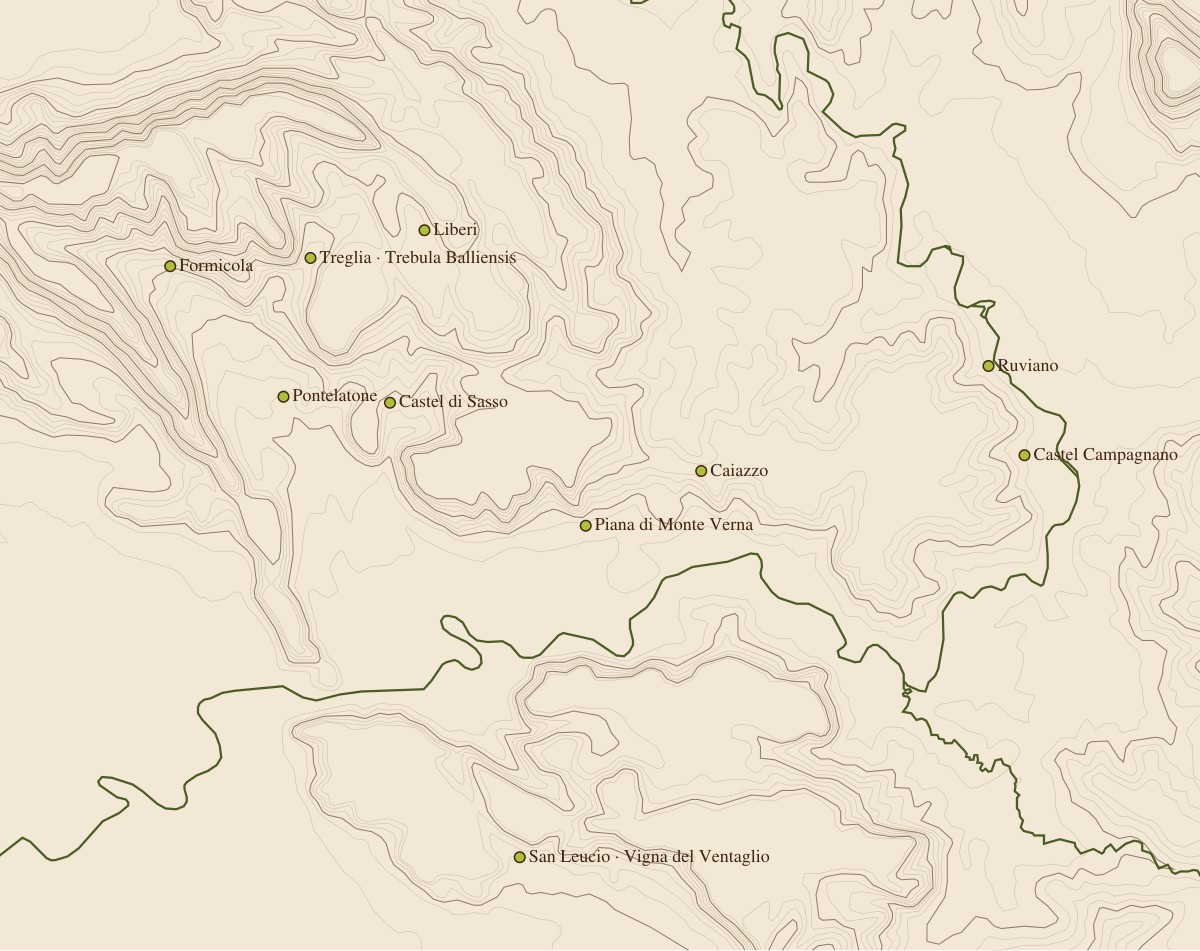 Liberi
Treglia · Trebula Balliensis
Formicola
Ruviano
Pontelatone
Castel di Sasso
Castel Campagnano
Caiazzo
Piana di Monte Verna
San Leucio · Vigna del Ventaglio